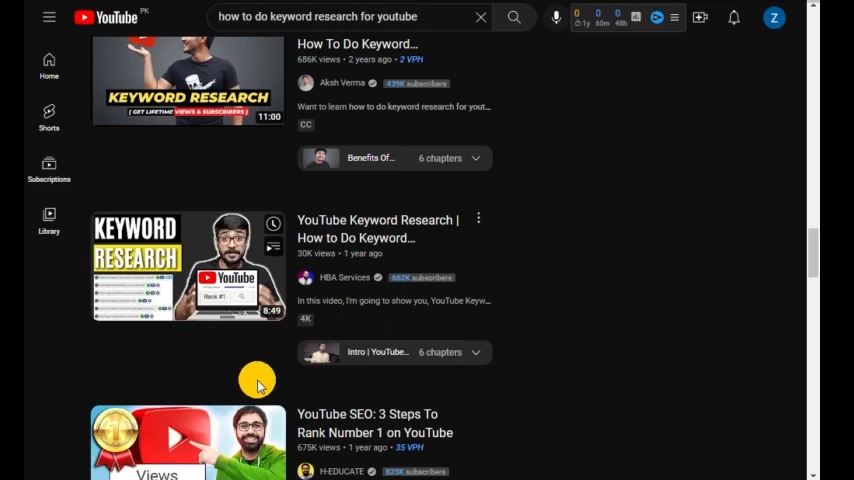 YouTube PK
how to do keyword research for youtube
0 0 0
1y 60m 48h
Z
Home
Shorts
Subscriptions
Library
KEYWORD RESEARCH
( GET LIFETIME VIEWS & SUBSCRIBERS )
11:00
How To Do Keyword...
686K views • 2 years ago • 2 VPH
Aksh Verma
439K subscribers
Want to learn how to do keyword research for yout...
CC
Benefits Of...
6 chapters
KEYWORD
RESEARCH
YouTube
Rank #1
8:49
YouTube Keyword Research |
How to Do Keyword...
30K views • 1 year ago
HBA Services
662K subscribers
In this video, I'm going to show you, YouTube Keyw...
4K
Intro | YouTube...
6 chapters
Views
YouTube SEO: 3 Steps To
Rank Number 1 on YouTube
675K views • 1 year ago • 35 VPH
H-EDUCATE
825K subscribers